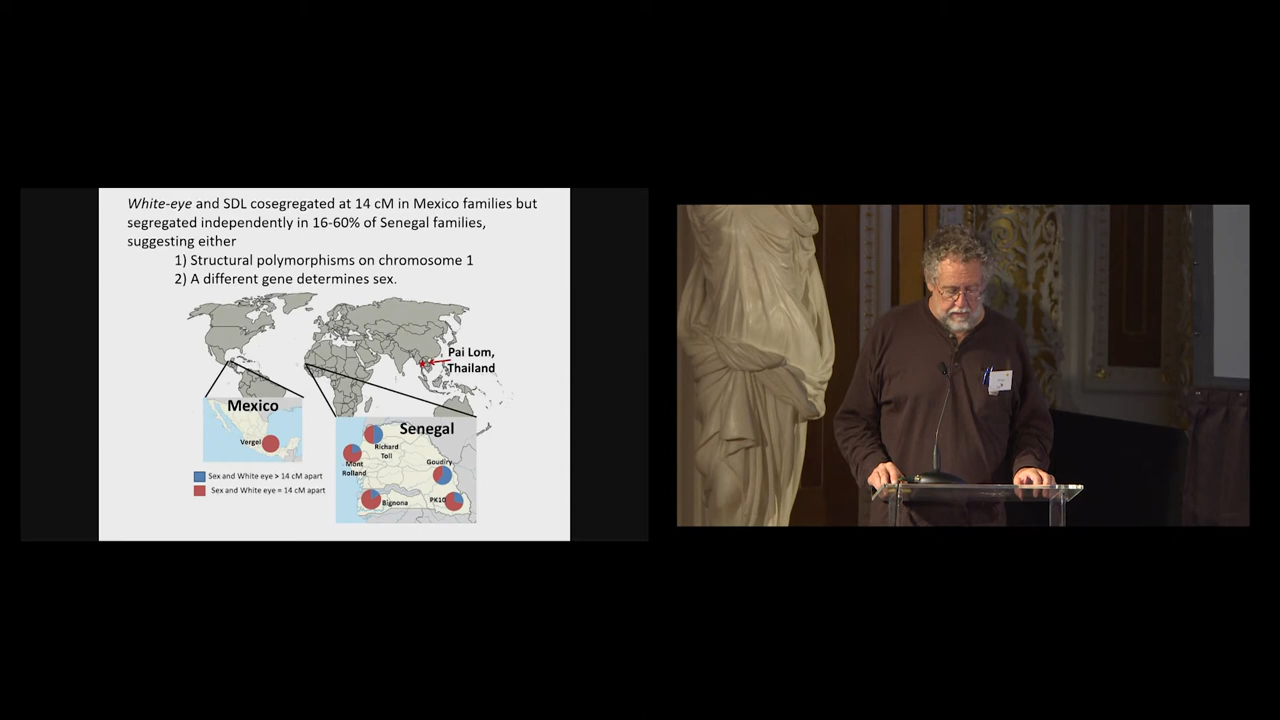 White-eye and SDL cosegregated at 14 cM in Mexico families but
segregated independently in 16-60% of Senegal families,
suggesting either
1) Structural polymorphisms on chromosome 1
2) A different gene determines sex.
Pai Lom,
Thailand
Mexico
Vergel
Senegal
Richard
Toll
Mont
Rolland
Goudiry
PK10
Bignona
Sex and White eye > 14 cM apart
Sex and White eye = 14 cM apart